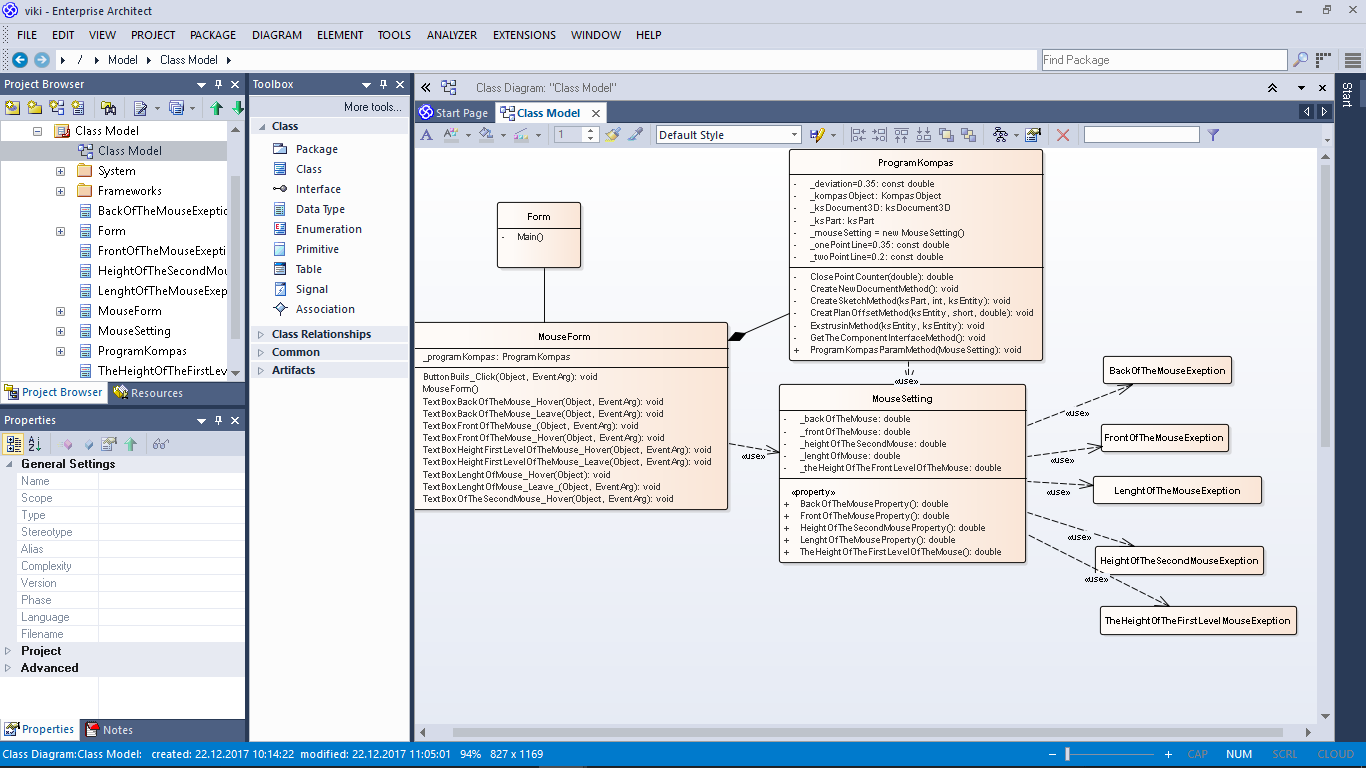 viki - Enterprise Architect
FILE EDIT VIEW PROJECT PACKAGE DIAGRAM ELEMENT TOOLS ANALYZER EXTENSIONS WINDOW HELP
/ Model Class Model
Find Package
Project Browser
Class Model
Class Model
System
Frameworks
BackOfTheMouseExeptic
Form
FrontOfTheMouseExepti
HeightOfTheSecondMou
LenghtOfTheMouseExep
MouseForm
MouseSetting
ProgramKompas
TheHeightOfTheFirstLev
Project Browser Resources
Properties
General Settings
Name
Scope
Type
Stereotype
Alias
Complexity
Version
Phase
Language
Filename
Project
Advanced
Properties Notes
Toolbox
More tools...
Class
Package
Class
Interface
Data Type
Enumeration
Primitive
Table
Signal
Association
Class Relationships
Common
Artifacts
Class Diagram: "Class Model"
Start Page Class Model
1 Default Style
Start
Form
- Main()
MouseForm
_programKompas: ProgramKompas
ButtonBuils_Click(Object, EventArg): void
MouseForm()
TextBoxBackOfTheMouse_Hover(Object, EventArg): void
TextBoxBackOfTheMouse_Leave(Object, EventArg): void
TextBoxFrontOfTheMouse_(Object, EventArg): void
TextBoxFrontOfTheMouse_Hover(Object, EventArg): void
TextBoxHeightFirstLevelOfTheMouse_Hover(Object, EventArg): void
TextBoxHeightFirstLevelOfTheMouse_Leave(Object, EventArg): void
TextBoxLenghtOfMouse_Hover(Object): void
TextBoxLenghtOfMouse_Leave_(Object, EventArg): void
TextBoxOfTheSecondMouse_Hover(Object, EventArg): void
ProgramKompas
- _deviation=0.35: const double
- _kompasObject: KompasObject
- _ksDocument3D: ksDocument3D
- _ksPart: ksPart
- _mouseSetting = new MouseSetting()
- _onePointLine=0.35: const double
- _twoPointLine=0.2: const double
- ClosePointCounter(double): double
- CreateNewDocumentMethod(): void
- CreateSketchMethod(ksPart, int, ksEntity): void
- CreatPlanOffsetMethod(ksEntity, short, double): void
- ExstrusinMethod(ksEntity, ksEntity): void
- GetTheComponentInterfaceMethod(): void
+ ProgramKompasParamMethod(MouseSetting): void
«use»
MouseSetting
- _backOfTheMouse: double
- _frontOfTheMouse: double
- _heightOfTheSecondMouse: double
- _lenghtOfMouse: double
- _theHeightOfTheFrontLevelOfTheMouse: double
«property»
+ BackOfTheMouseProperty(): double
+ FrontOfTheMouseProperty(): double
+ HeightOfTheSecondMouseProperty(): double
+ LenghtOfTheMouseProperty(): double
+ TheHeightOfTheFirstLevelOfTheMouse(): double
«use»
BackOfTheMouseExeption
«use»
FrontOfTheMouseExeption
«use»
LenghtOfTheMouseExeption
«use»
HeightOfTheSecondMouseExeption
«use»
TheHeightOfTheFirstLevelMouseExeption
«use»
Class Diagram:Class Model: created: 22.12.2017 10:14:22 modified: 22.12.2017 11:05:01 94% 827 x 1169
CAP NUM SCRL CLOUD